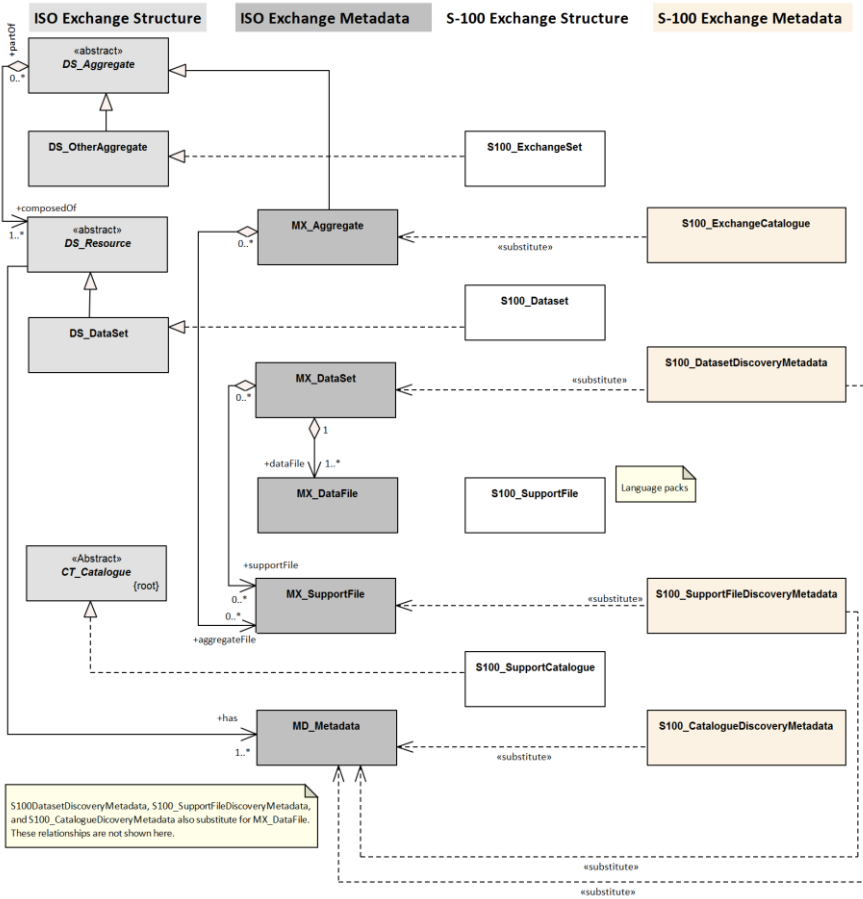 ISO Exchange Structure
ISO Exchange Metadata
S-100 Exchange Structure
S-100 Exchange Metadata
+partOf
0..*
«abstract»
DS_Aggregate
DS_OtherAggregate
S100_ExchangeSet
+composedOf
1..*
«abstract»
DS_Resource
MX_Aggregate
0..*
«substitute»
S100_ExchangeCatalogue
DS_DataSet
S100_Dataset
MX_DataSet
0..*
1
«substitute»
S100_DatasetDiscoveryMetadata
+dataFile
1..*
MX_DataFile
S100_SupportFile
Language packs
«Abstract»
CT_Catalogue
{root}
+supportFile
0..*
MX_SupportFile
0..*
+aggregateFile
«substitute»
S100_SupportFileDiscoveryMetadata
S100_SupportCatalogue
+has
1..*
MD_Metadata
«substitute»
S100_CatalogueDiscoveryMetadata
S100DatasetDiscoveryMetadata, S100_SupportFileDiscoveryMetadata,
and S100_CatalogueDicoveryMetadata also substitute for MX_DataFile.
These relationships are not shown here.
«substitute»
«substitute»